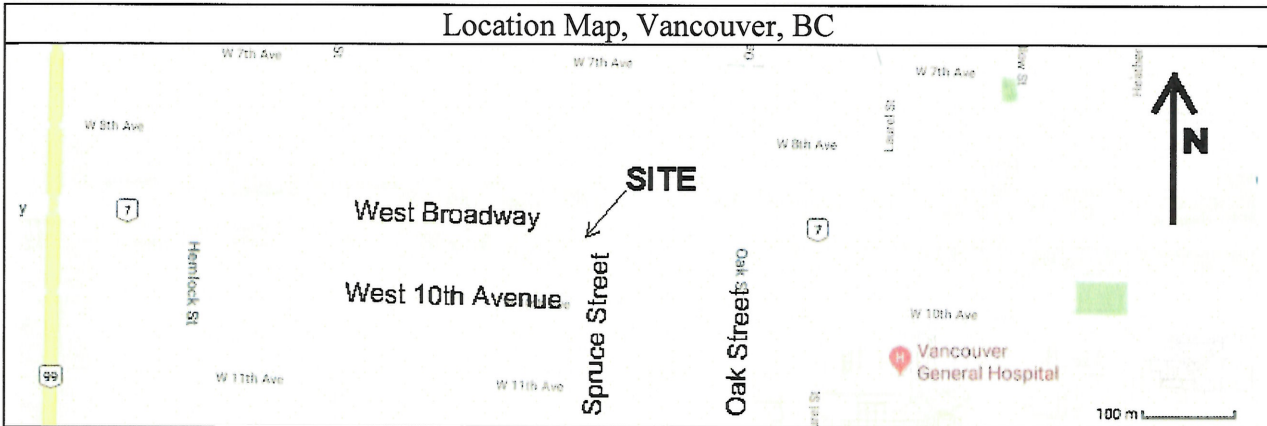 Location Map, Vancouver, BC
W 7th Ave
W 7th Ave
W 7th Ave
Heather
W 8th Ave
Laurel St
W 8th Ave
N
SITE
y
7
West Broadway
7
Hemlock St
Spruce Street
Oak St
West 10th Avenue
Oak Street
W 10th Ave
Vancouver
General Hospital
H
99
W 11th Ave
W 11th Ave
100 m